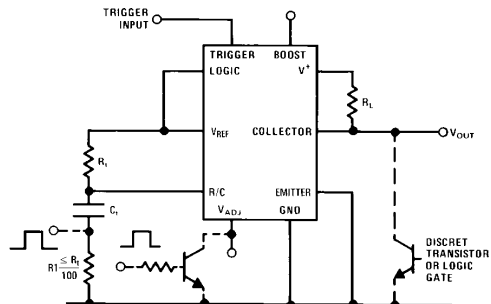 TRIGGER
INPUT
TRIGGER BOOST
LOGIC V+
RL
VREF COLLECTOR VOUT
Rt
R/C EMITTER
Ct
VADJ GND
R1 ≤ Rt
100
DISCRET
TRANSISTOR
OR LOGIC
GATE